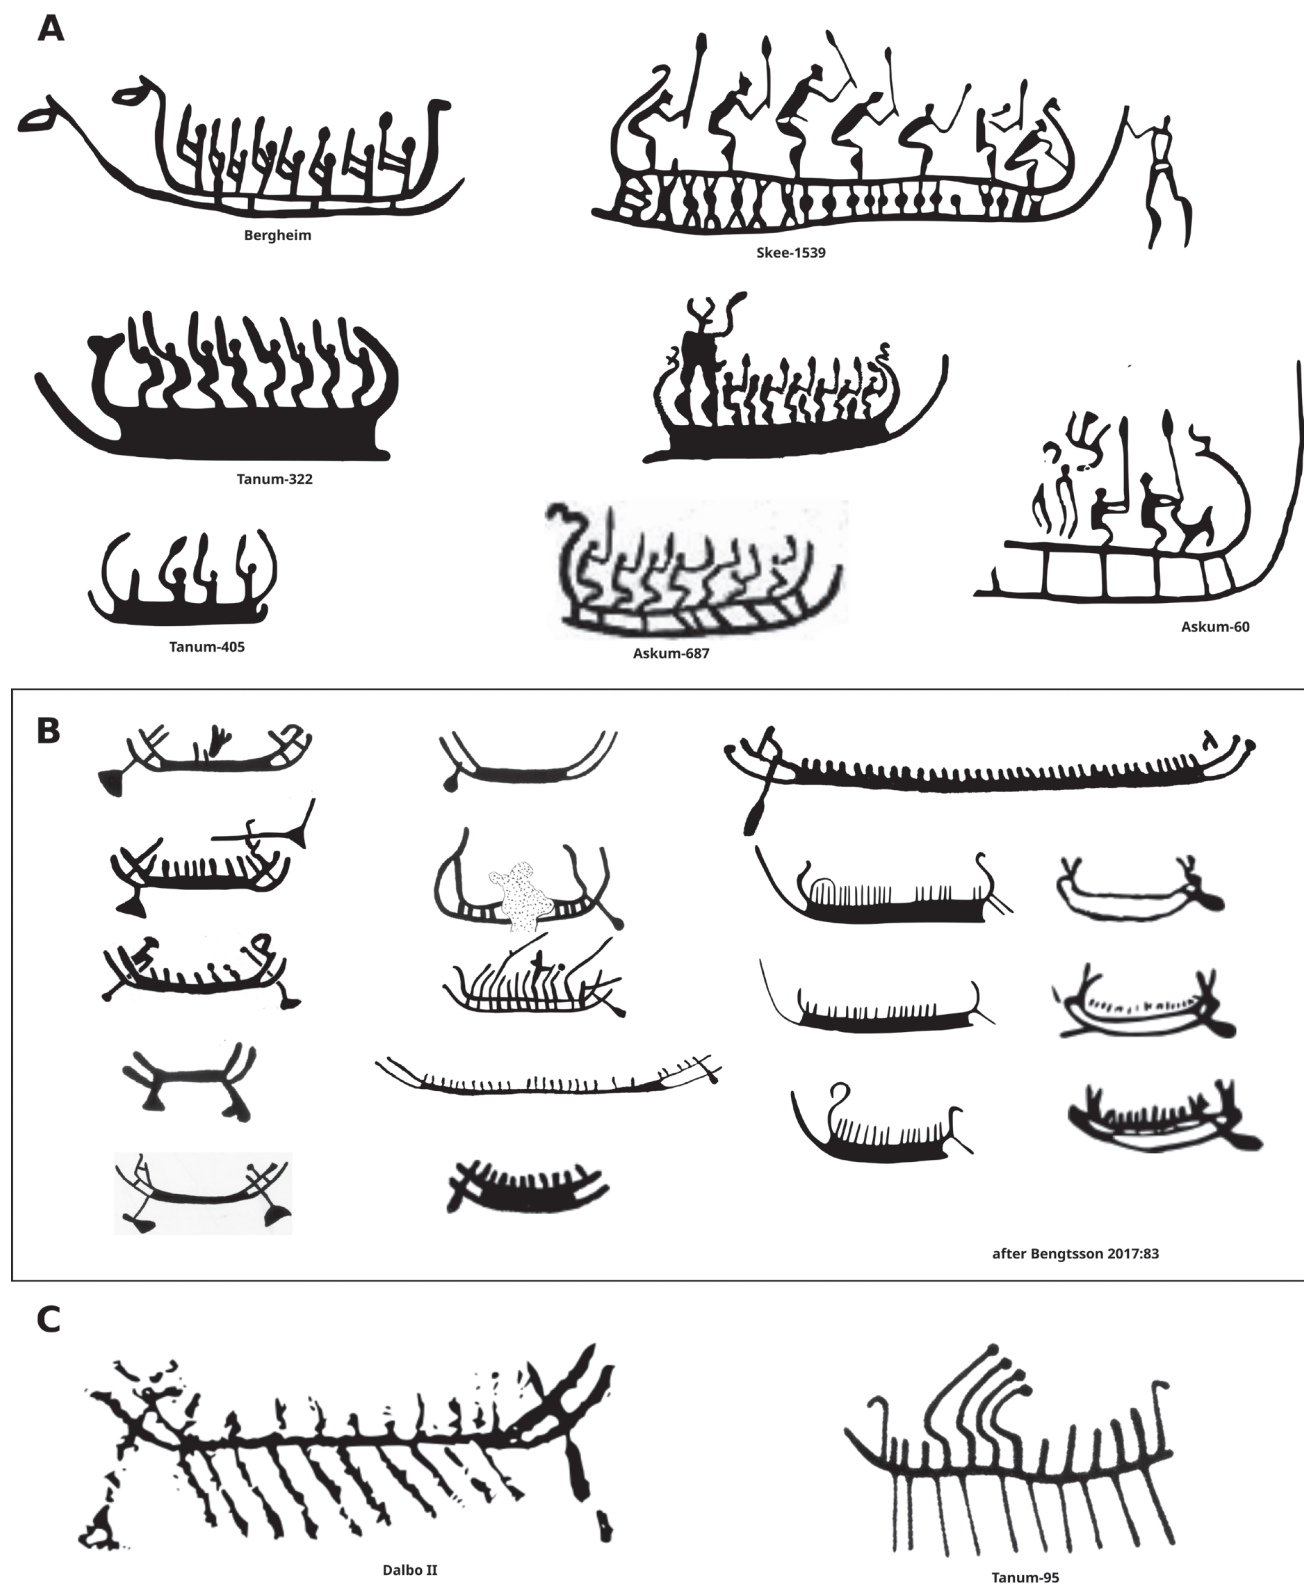 A
Bergheim
Skee-1539
Tanum-322
Tanum-405
Askum-687
Askum-60
B
after Bengtsson 2017:83
C
Dalbo II
Tanum-95